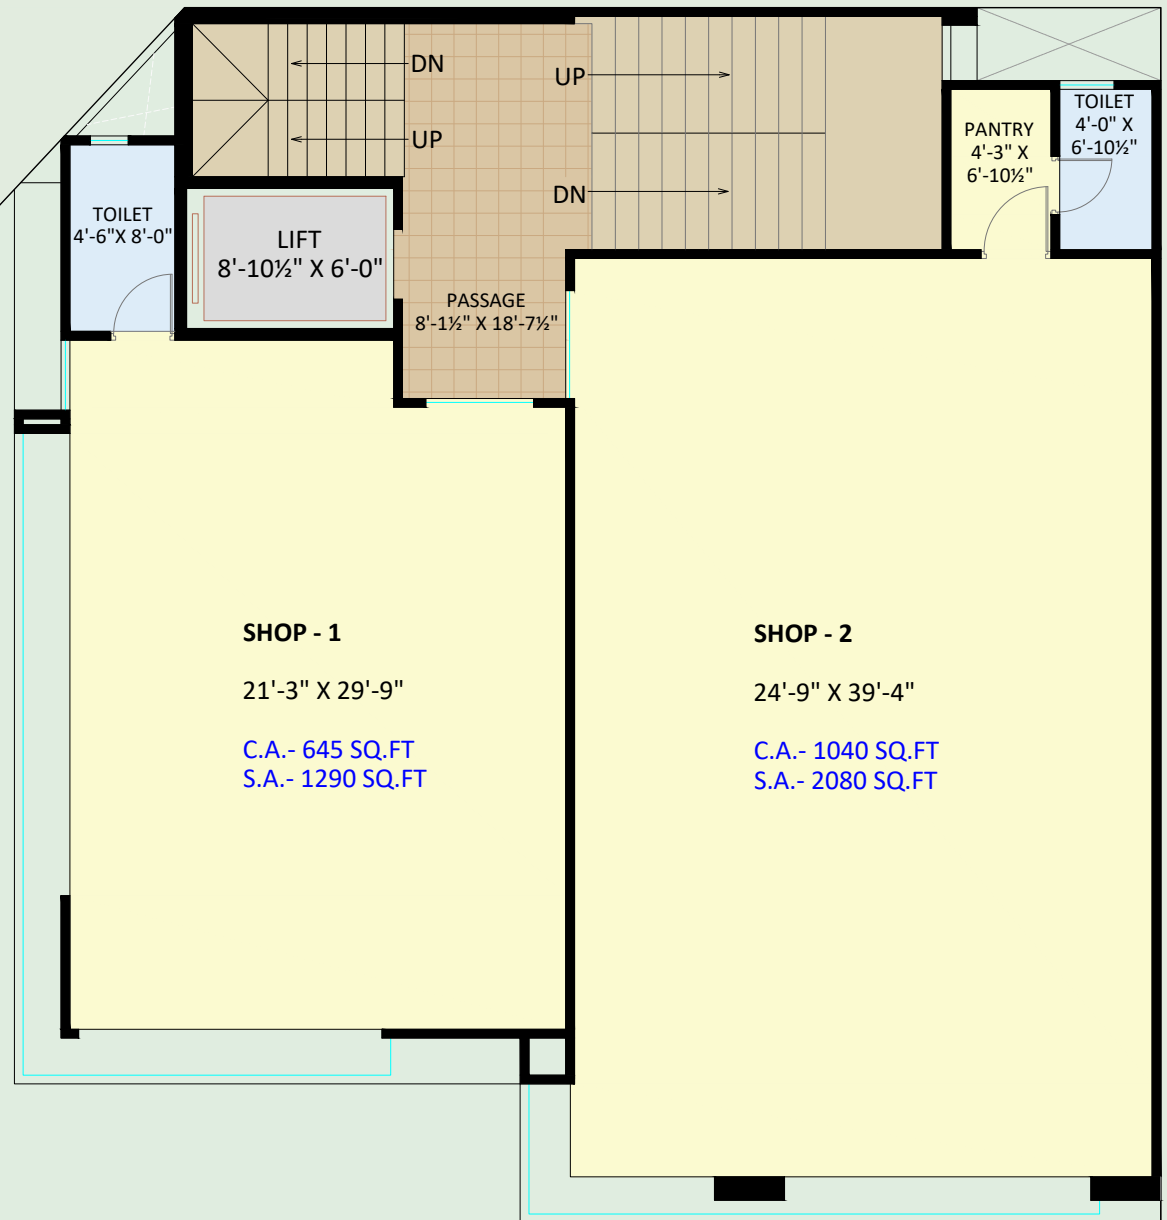 DN
UP
UP
DN
PANTRY
4'-3" X
6'-10½"
TOILET
4'-0" X
6'-10½"
TOILET
4'-6"X 8'-0"
LIFT
8'-10½" X 6'-0"
PASSAGE
8'-1½" X 18'-7½"
SHOP - 1
21'-3" X 29'-9"
C.A.- 645 SQ.FT
S.A.- 1290 SQ.FT
SHOP - 2
24'-9" X 39'-4"
C.A.- 1040 SQ.FT
S.A.- 2080 SQ.FT